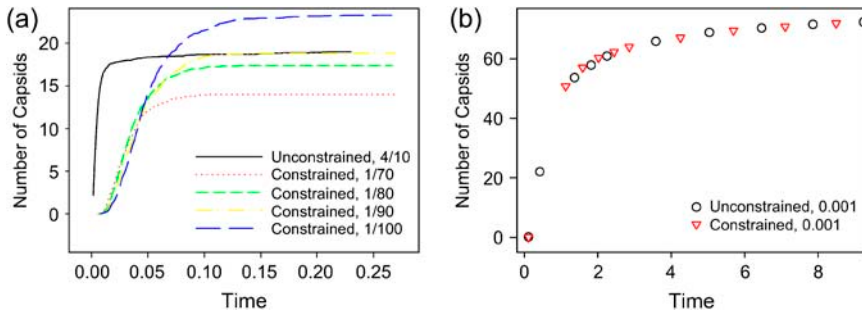 (a)
Number of Capsids
20
15
10
5
0
Unconstrained, 4/10
Constrained, 1/70
Constrained, 1/80
Constrained, 1/90
Constrained, 1/100
0.00 0.05 0.10 0.15 0.20 0.25
Time
(b)
Number of Capsids
60
40
20
0
Unconstrained, 0.001
Constrained, 0.001
0 2 4 6 8
Time